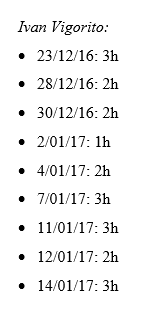 Ivan Vigorito:
• 23/12/16: 3h
• 28/12/16: 2h
• 30/12/16: 2h
• 2/01/17: 1h
• 4/01/17: 2h
• 7/01/17: 3h
• 11/01/17: 3h
• 12/01/17: 2h
• 14/01/17: 3h